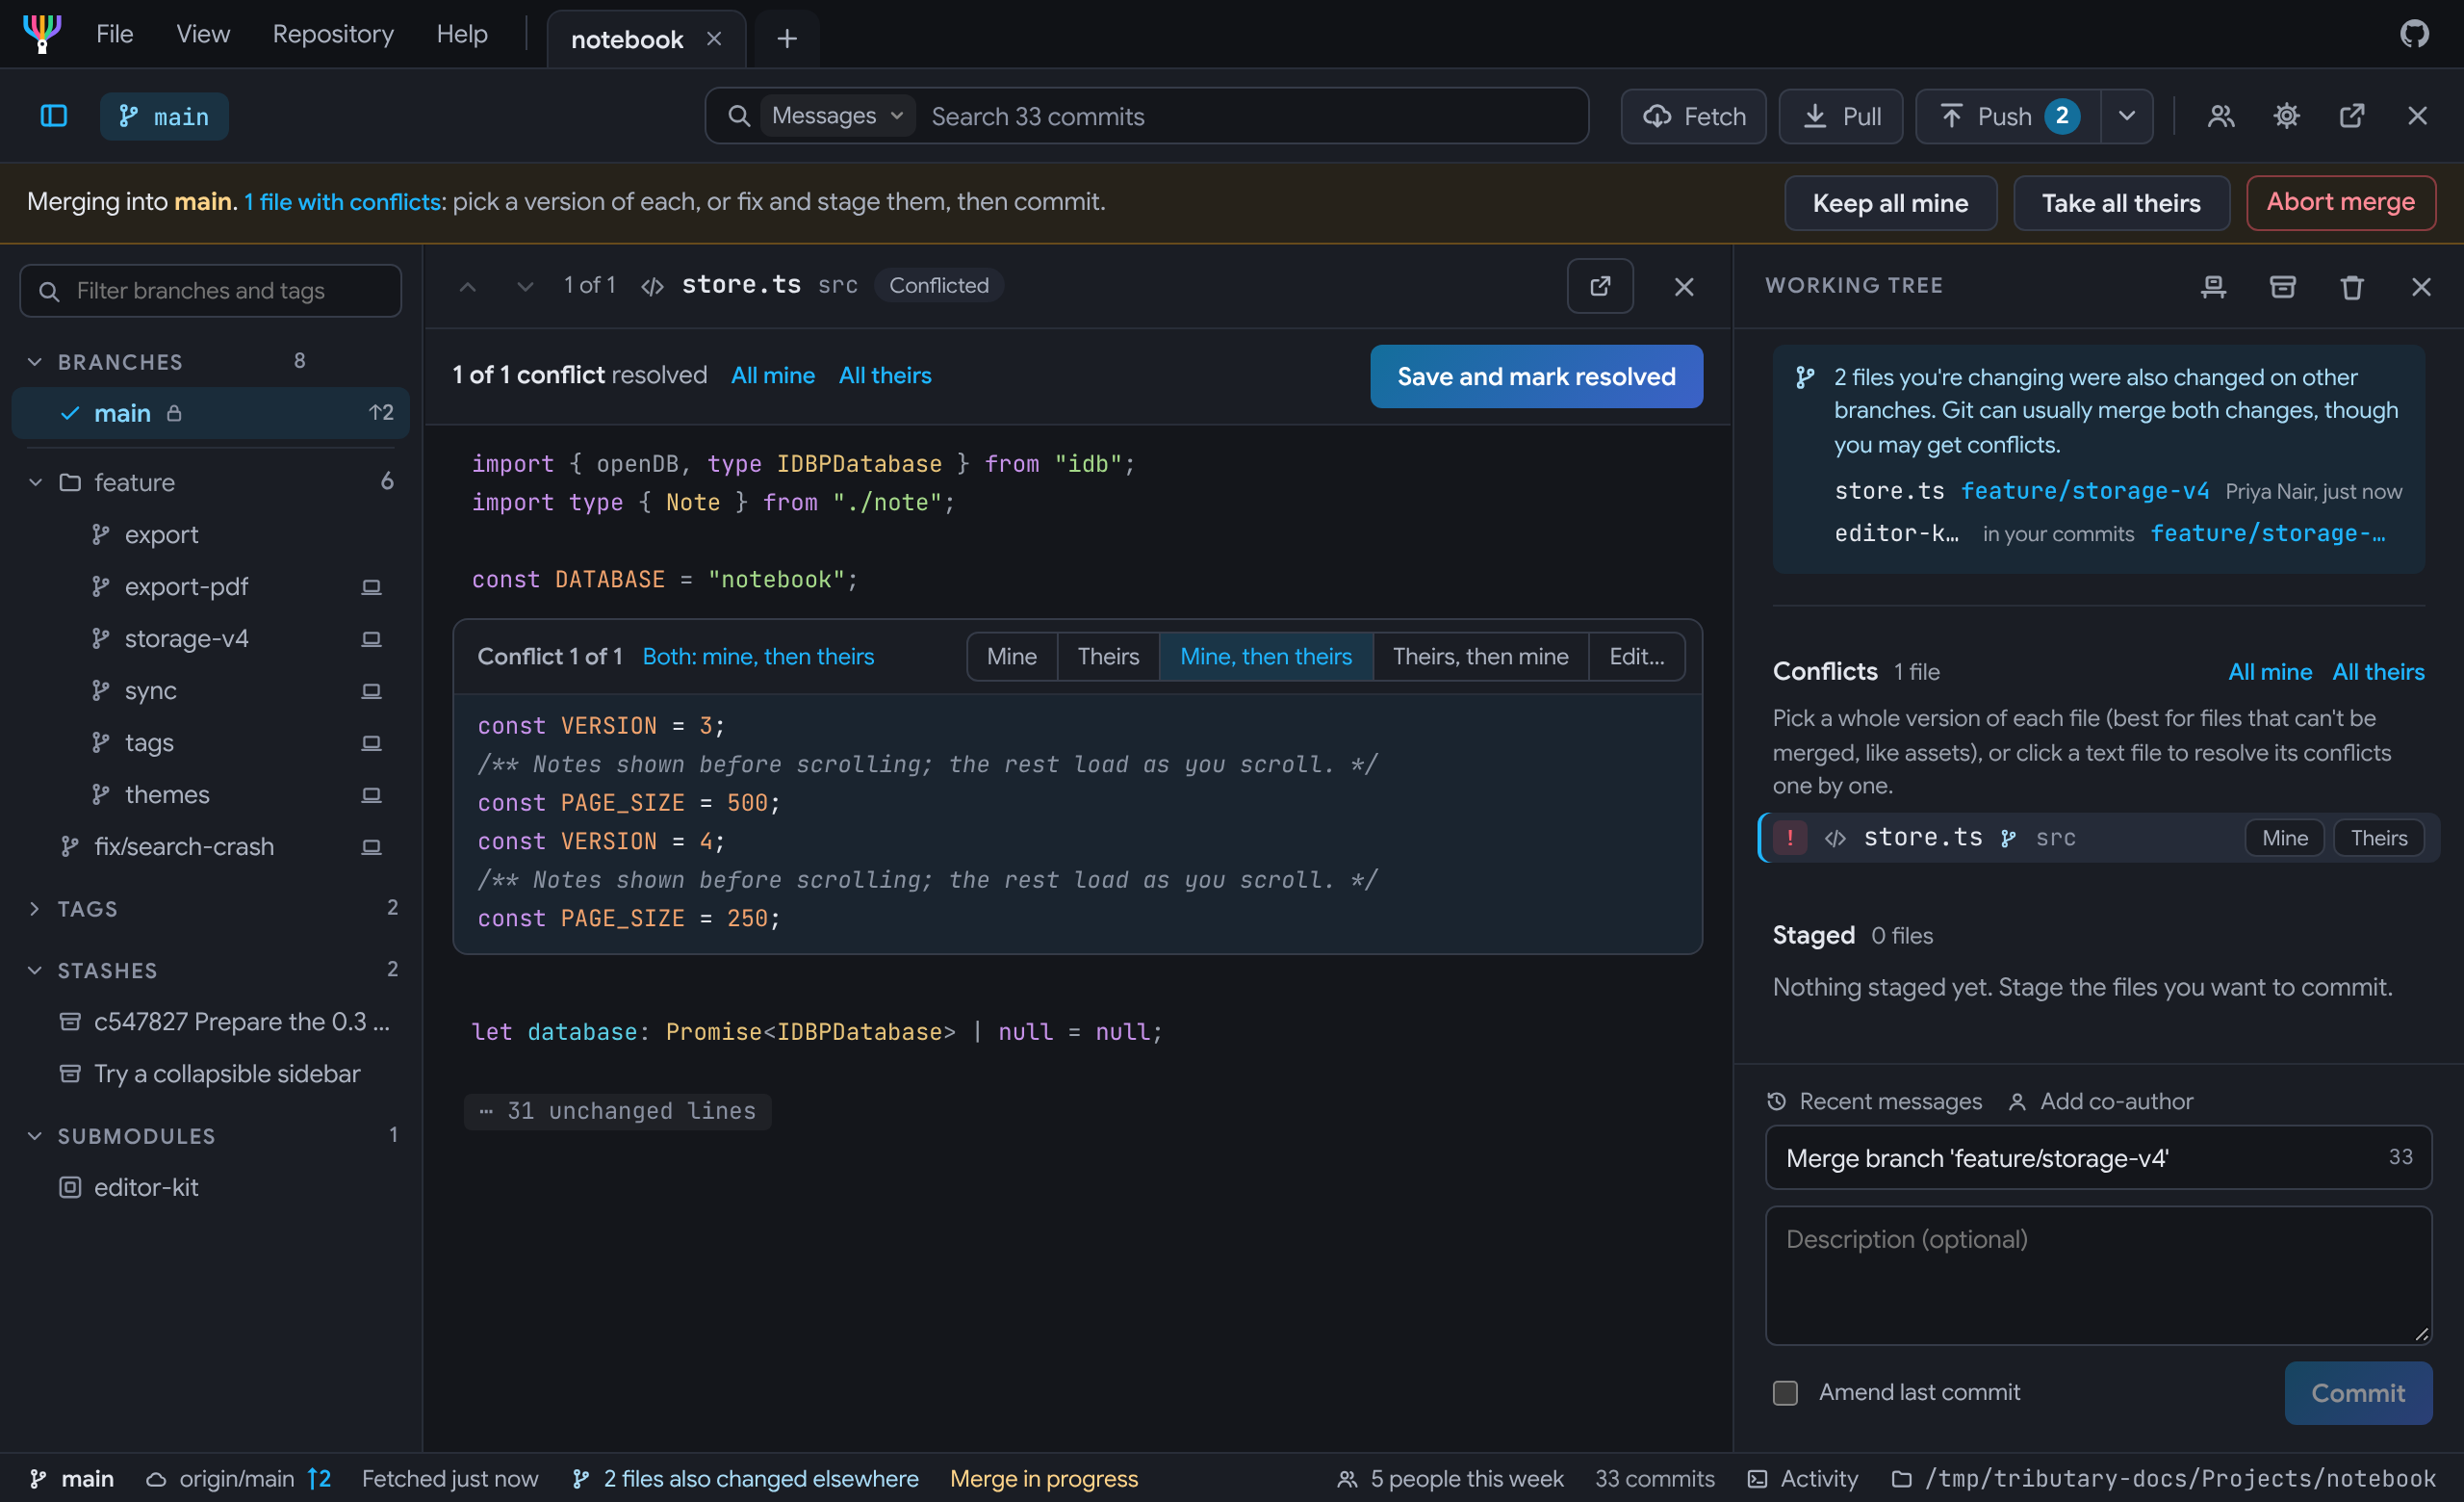 File View Repository Help notebook
main Messages Search 33 commits Fetch Pull Push 2
Merging into main. 1 file with conflicts: pick a version of each, or fix and stage them, then commit. Keep all mine Take all theirs Abort merge
Filter branches and tags
BRANCHES 8
main ↑2
feature 6
export
export-pdf
storage-v4
sync
tags
themes
fix/search-crash
TAGS 2
STASHES 2
c547827 Prepare the 0.3 ...
Try a collapsible sidebar
SUBMODULES 1
editor-kit
1 of 1 </> store.ts src Conflicted
1 of 1 conflict resolved All mine All theirs Save and mark resolved
import { openDB, type IDBPDatabase } from "idb";
import type { Note } from "./note";
const DATABASE = "notebook";
Conflict 1 of 1 Both: mine, then theirs Mine Theirs Mine, then theirs Theirs, then mine Edit...
const VERSION = 3;
/** Notes shown before scrolling; the rest load as you scroll. */
const PAGE_SIZE = 500;
const VERSION = 4;
/** Notes shown before scrolling; the rest load as you scroll. */
const PAGE_SIZE = 250;
let database: Promise<IDBPDatabase> | null = null;
⋯ 31 unchanged lines
WORKING TREE
2 files you're changing were also changed on other
branches. Git can usually merge both changes, though
you may get conflicts.
store.ts feature/storage-v4 Priya Nair, just now
editor-k… in your commits feature/storage-…
Conflicts 1 file All mine All theirs
Pick a whole version of each file (best for files that can't be
merged, like assets), or click a text file to resolve its conflicts
one by one.
! </> store.ts src Mine Theirs
Staged 0 files
Nothing staged yet. Stage the files you want to commit.
Recent messages Add co-author
Merge branch 'feature/storage-v4' 33
Description (optional)
Amend last commit Commit
main origin/main ↑2 Fetched just now 2 files also changed elsewhere Merge in progress 5 people this week 33 commits Activity /tmp/tributary-docs/Projects/notebook